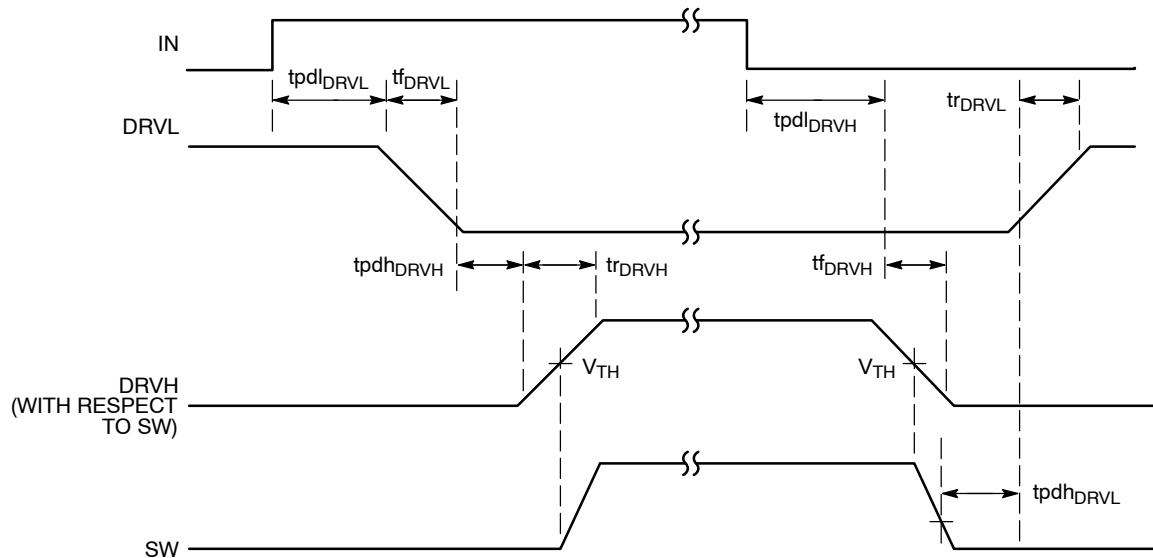 IN
tpdlDRVL
tfDRVL
tpdlDRVH
trDRVL
DRVL
tpdhDRVH
trDRVH
tfDRVH
VTH
VTH
DRVH
(WITH RESPECT
TO SW)
tpdhDRVL
SW